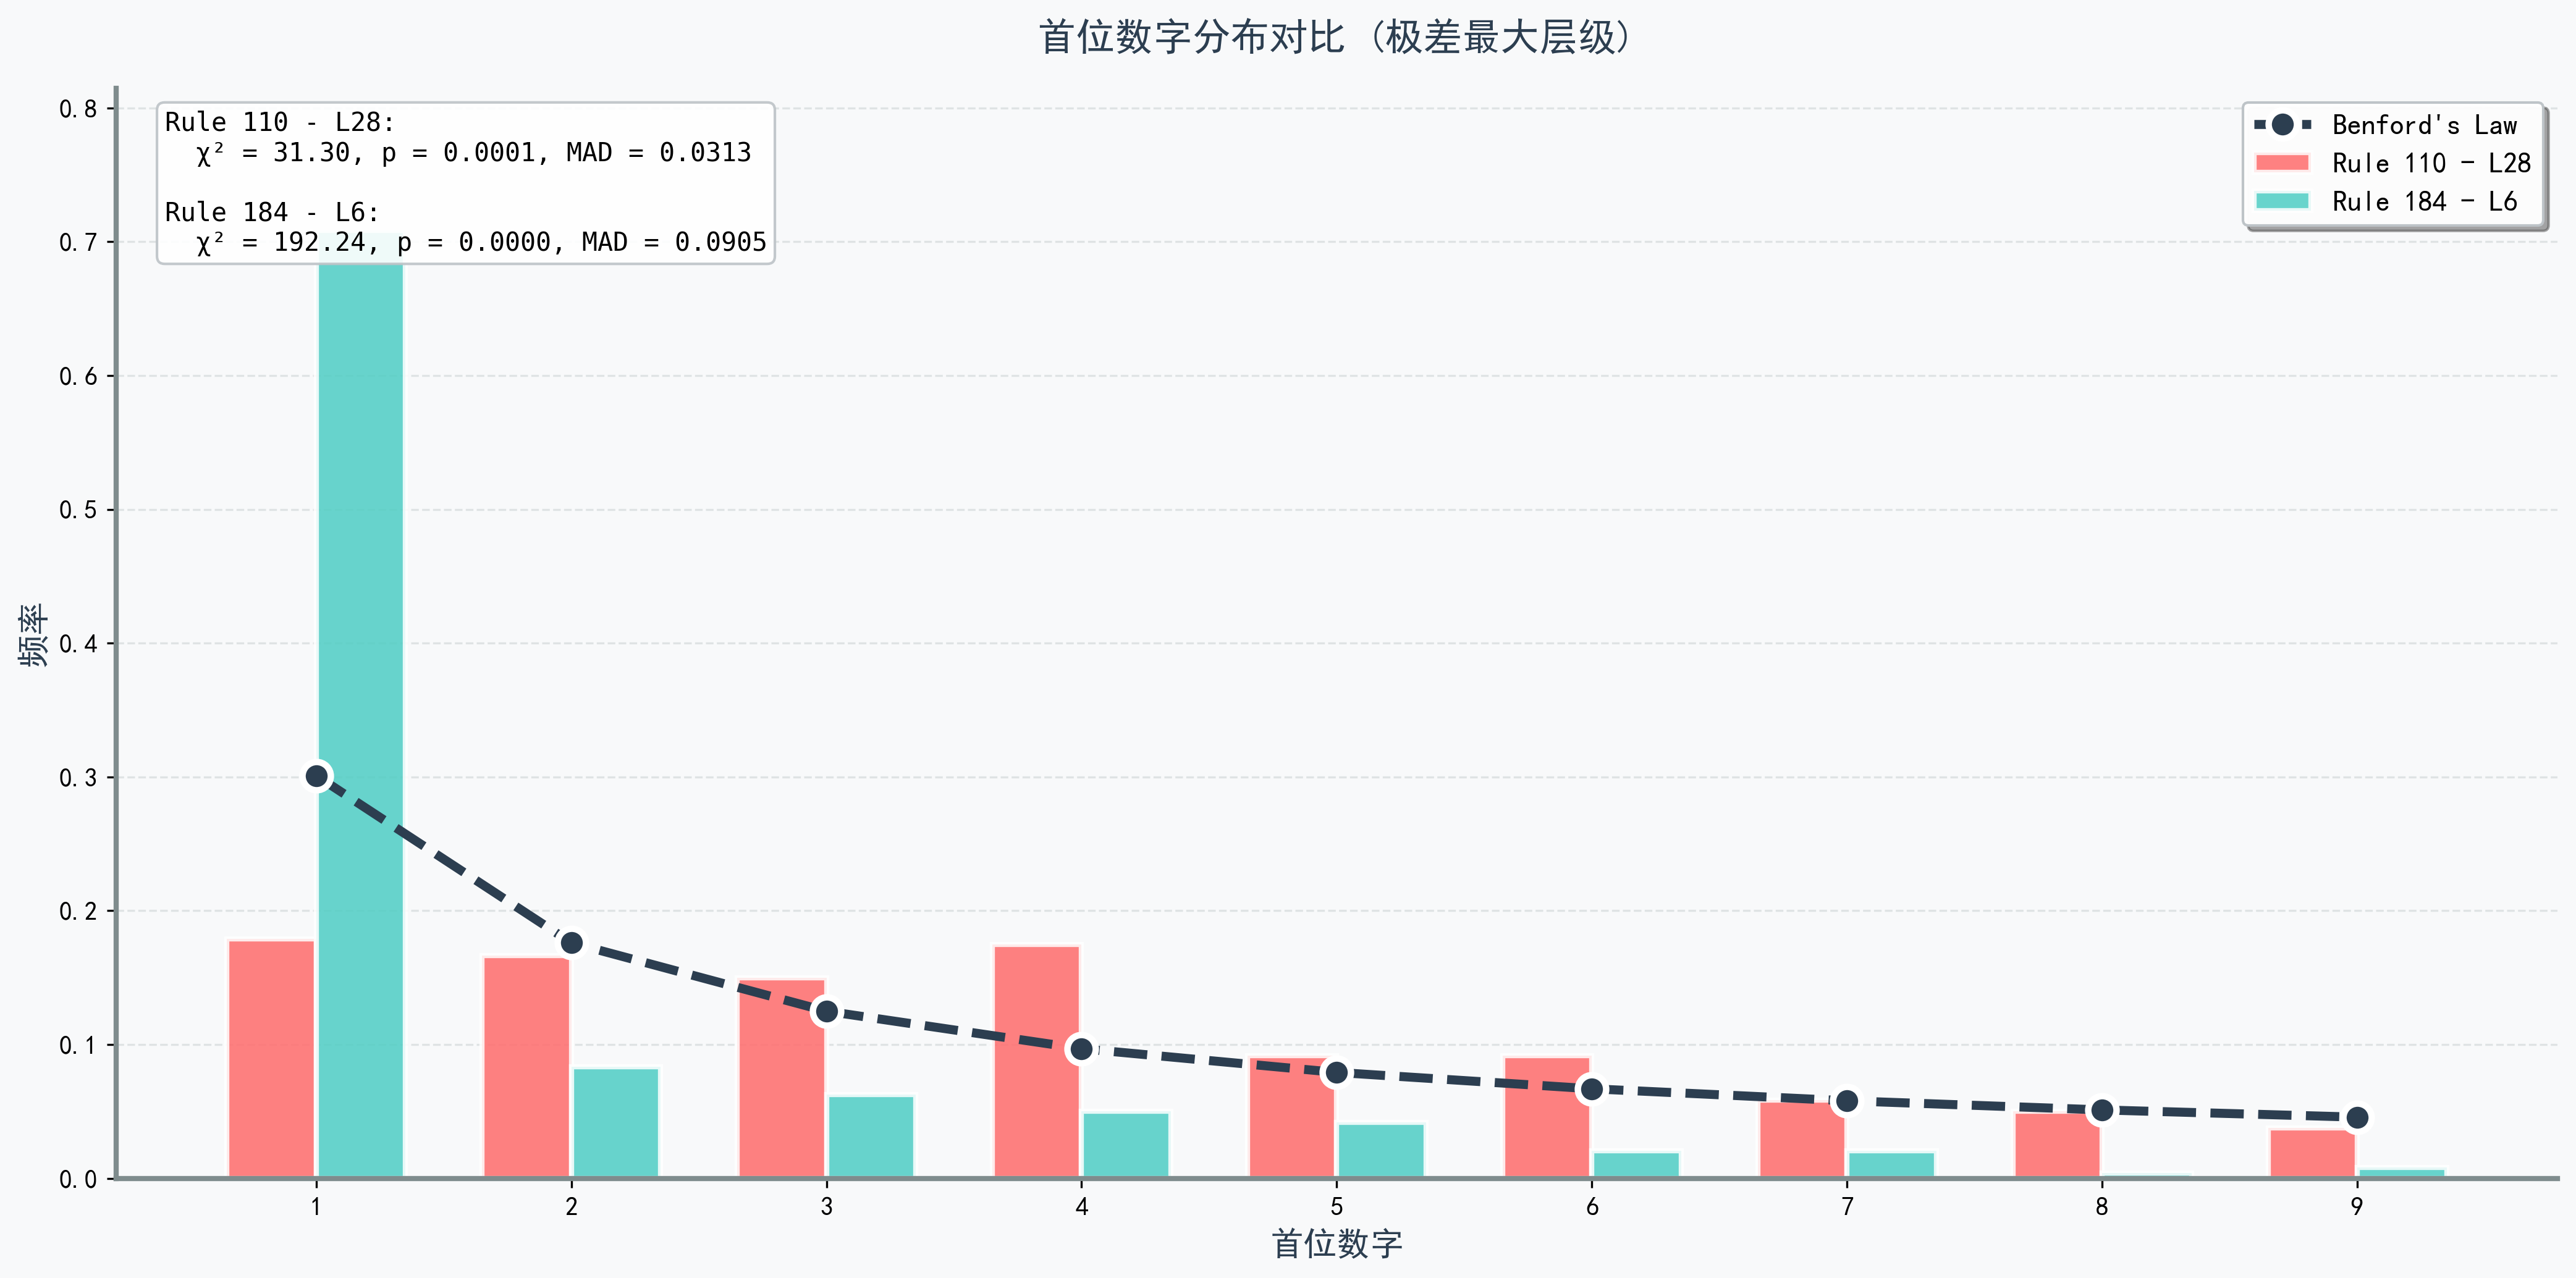 首位数字分布对比 (极差最大层级)
Rule 110 - L28:
χ² = 31.30, p = 0.0001, MAD = 0.0313
Rule 184 - L6:
χ² = 192.24, p = 0.0000, MAD = 0.0905
Benford's Law
Rule 110 - L28
Rule 184 - L6
频率
0.8
0.7
0.6
0.5
0.4
0.3
0.2
0.1
0.0
1 2 3 4 5 6 7 8 9
首位数字